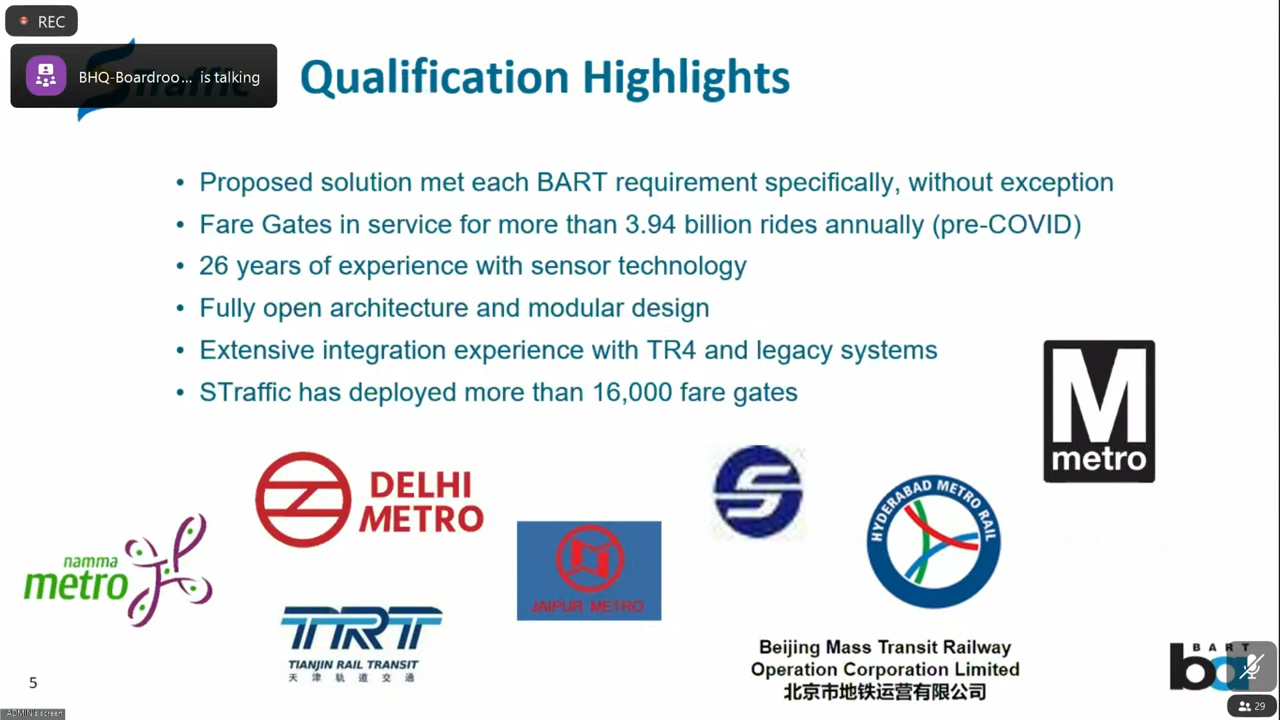 REC
BHQ-Boardroo... is talking
Qualification Highlights
• Proposed solution met each BART requirement specifically, without exception
• Fare Gates in service for more than 3.94 billion rides annually (pre-COVID)
• 26 years of experience with sensor technology
• Fully open architecture and modular design
• Extensive integration experience with TR4 and legacy systems
• STraffic has deployed more than 16,000 fare gates
M
metro
DELHI
METRO
S
HYDERABAD METRO RAIL
namma
metro
JAIPUR METRO
TRT
TIANJIN RAIL TRANSIT
天津轨道交通
Beijing Mass Transit Railway
Operation Corporation Limited
北京市地铁运营有限公司
BART
5
29
ADMIN's screen